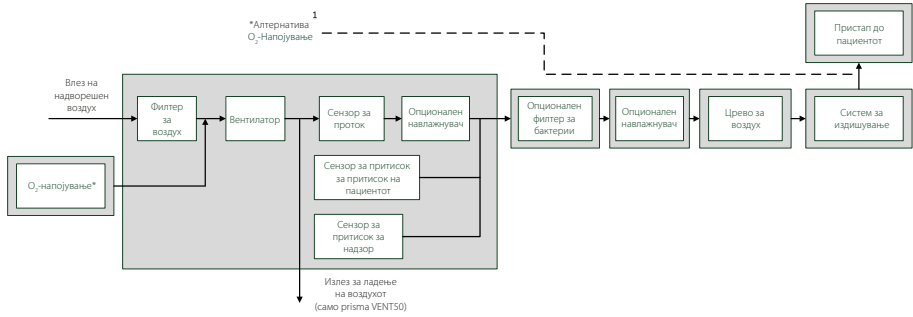 1
*Алтернатива
O₂-Напојување
Пристап до
пациентот
Влез на
надворешен
воздух
Филтер
за
воздух
Вентилатор
Сензор за
проток
Опционален
навлажнувач
Опционален
филтер за
бактерии
Опционален
навлажнувач
Црево за
воздух
Систем за
издишување
O₂-напојување*
Сензор за притисок
за притисок на
пациентот
Сензор за
притисок за
надзор
Излез за ладење
на воздухот
(само prisma VENT50)